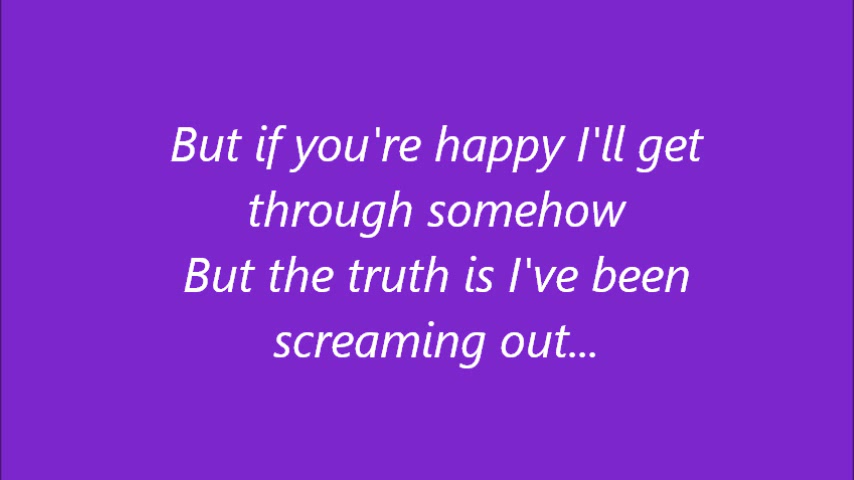 But if you're happy I'll get
through somehow
But the truth is I've been
screaming out...